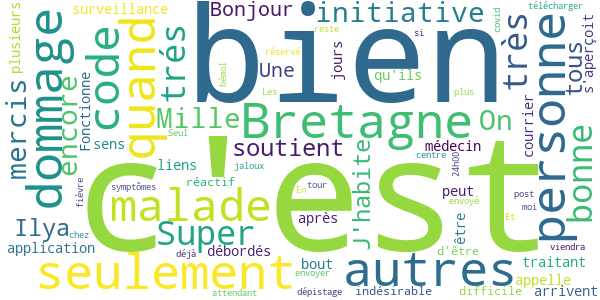 surveillance
Bonjour
bien
initiative
télécharger
plusieurs
dommage
code
quand
trés
très
covid
si
tous
s'aperçoit
personne
jours
reste
réservé
bémol
Une
qu'ils
Les
plus
mercis
encore
Fonctionne
Mille
Bretagne
On
courrier
bonne
sens
Seul
liens
soutient
médecin
centre
24h00
J'habite
jaloux
réactif
c'est
symptômes
fièvre
malade
En
tour
peut
envoyé
post
moi
Et
Ilya
chez
Super
après
être
viendra
application
déjà
débordés
d'être
traitant
seulement
bout
autres
appelle
envoyer
attendant
dépistage
indésirable
difficile
arrivent